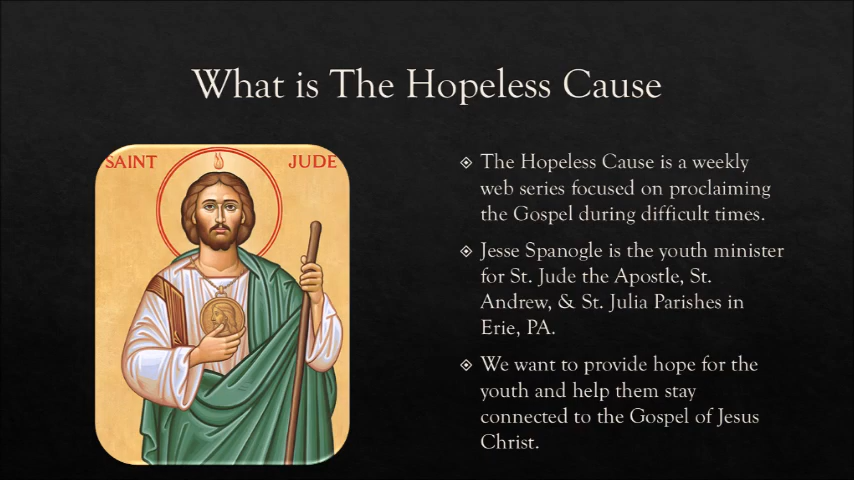 What is The Hopeless Cause
SAINT JUDE
The Hopeless Cause is a weekly
web series focused on proclaiming
the Gospel during difficult times.
Jesse Spanogle is the youth minister
for St. Jude the Apostle, St.
Andrew, & St. Julia Parishes in
Erie, PA.
We want to provide hope for the
youth and help them stay
connected to the Gospel of Jesus
Christ.